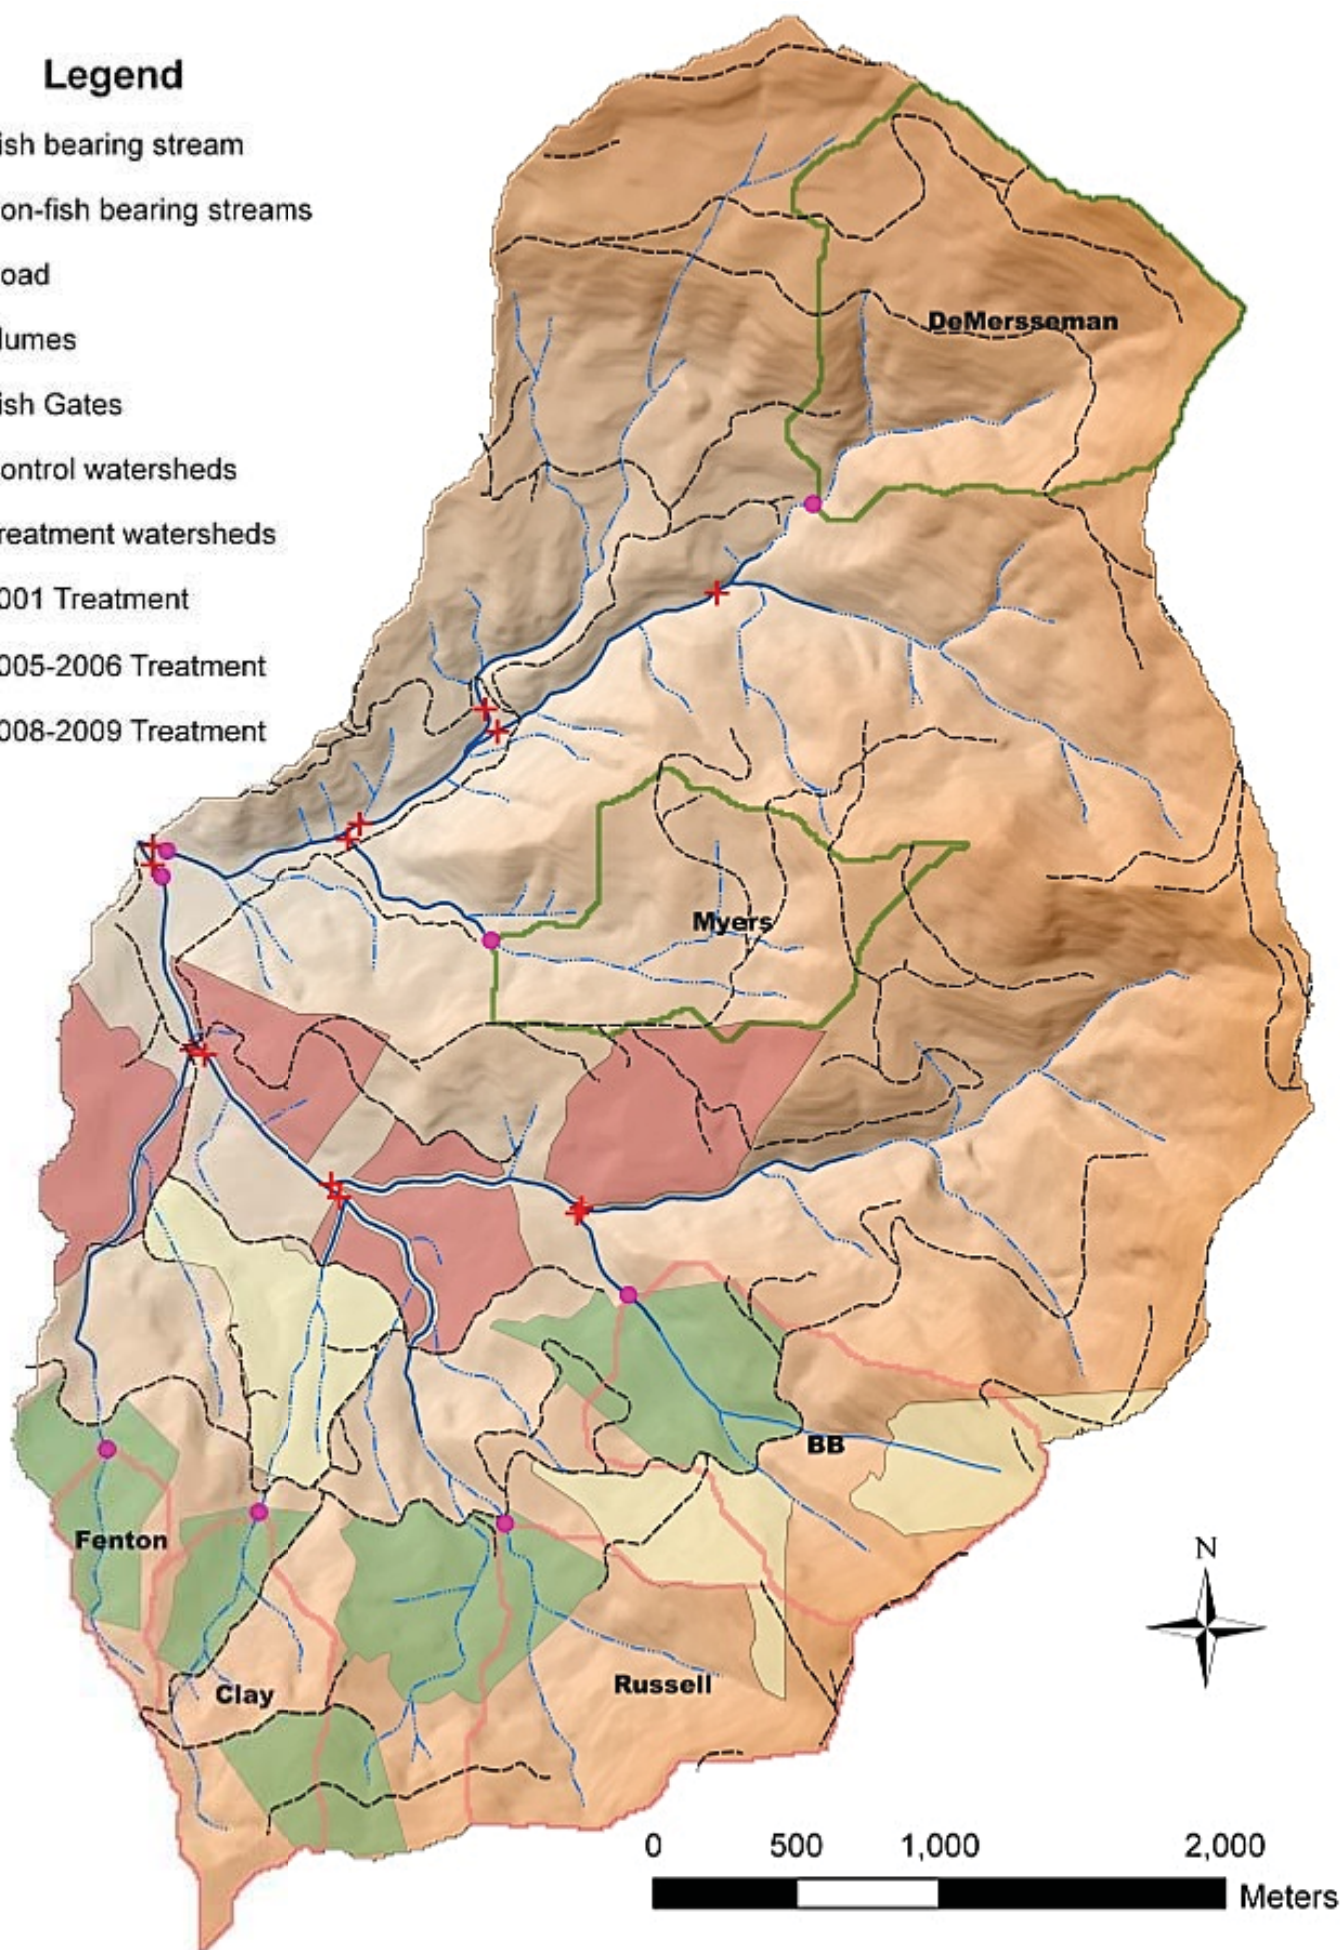 Legend
ish bearing stream
on-fish bearing streams
oad
lumes
ish Gates
ontrol watersheds
reatment watersheds
001 Treatment
005-2006 Treatment
008-2009 Treatment
DeMersseman
Myers
BB
Fenton
Clay
Russell
N
0 500 1,000 2,000
Meters